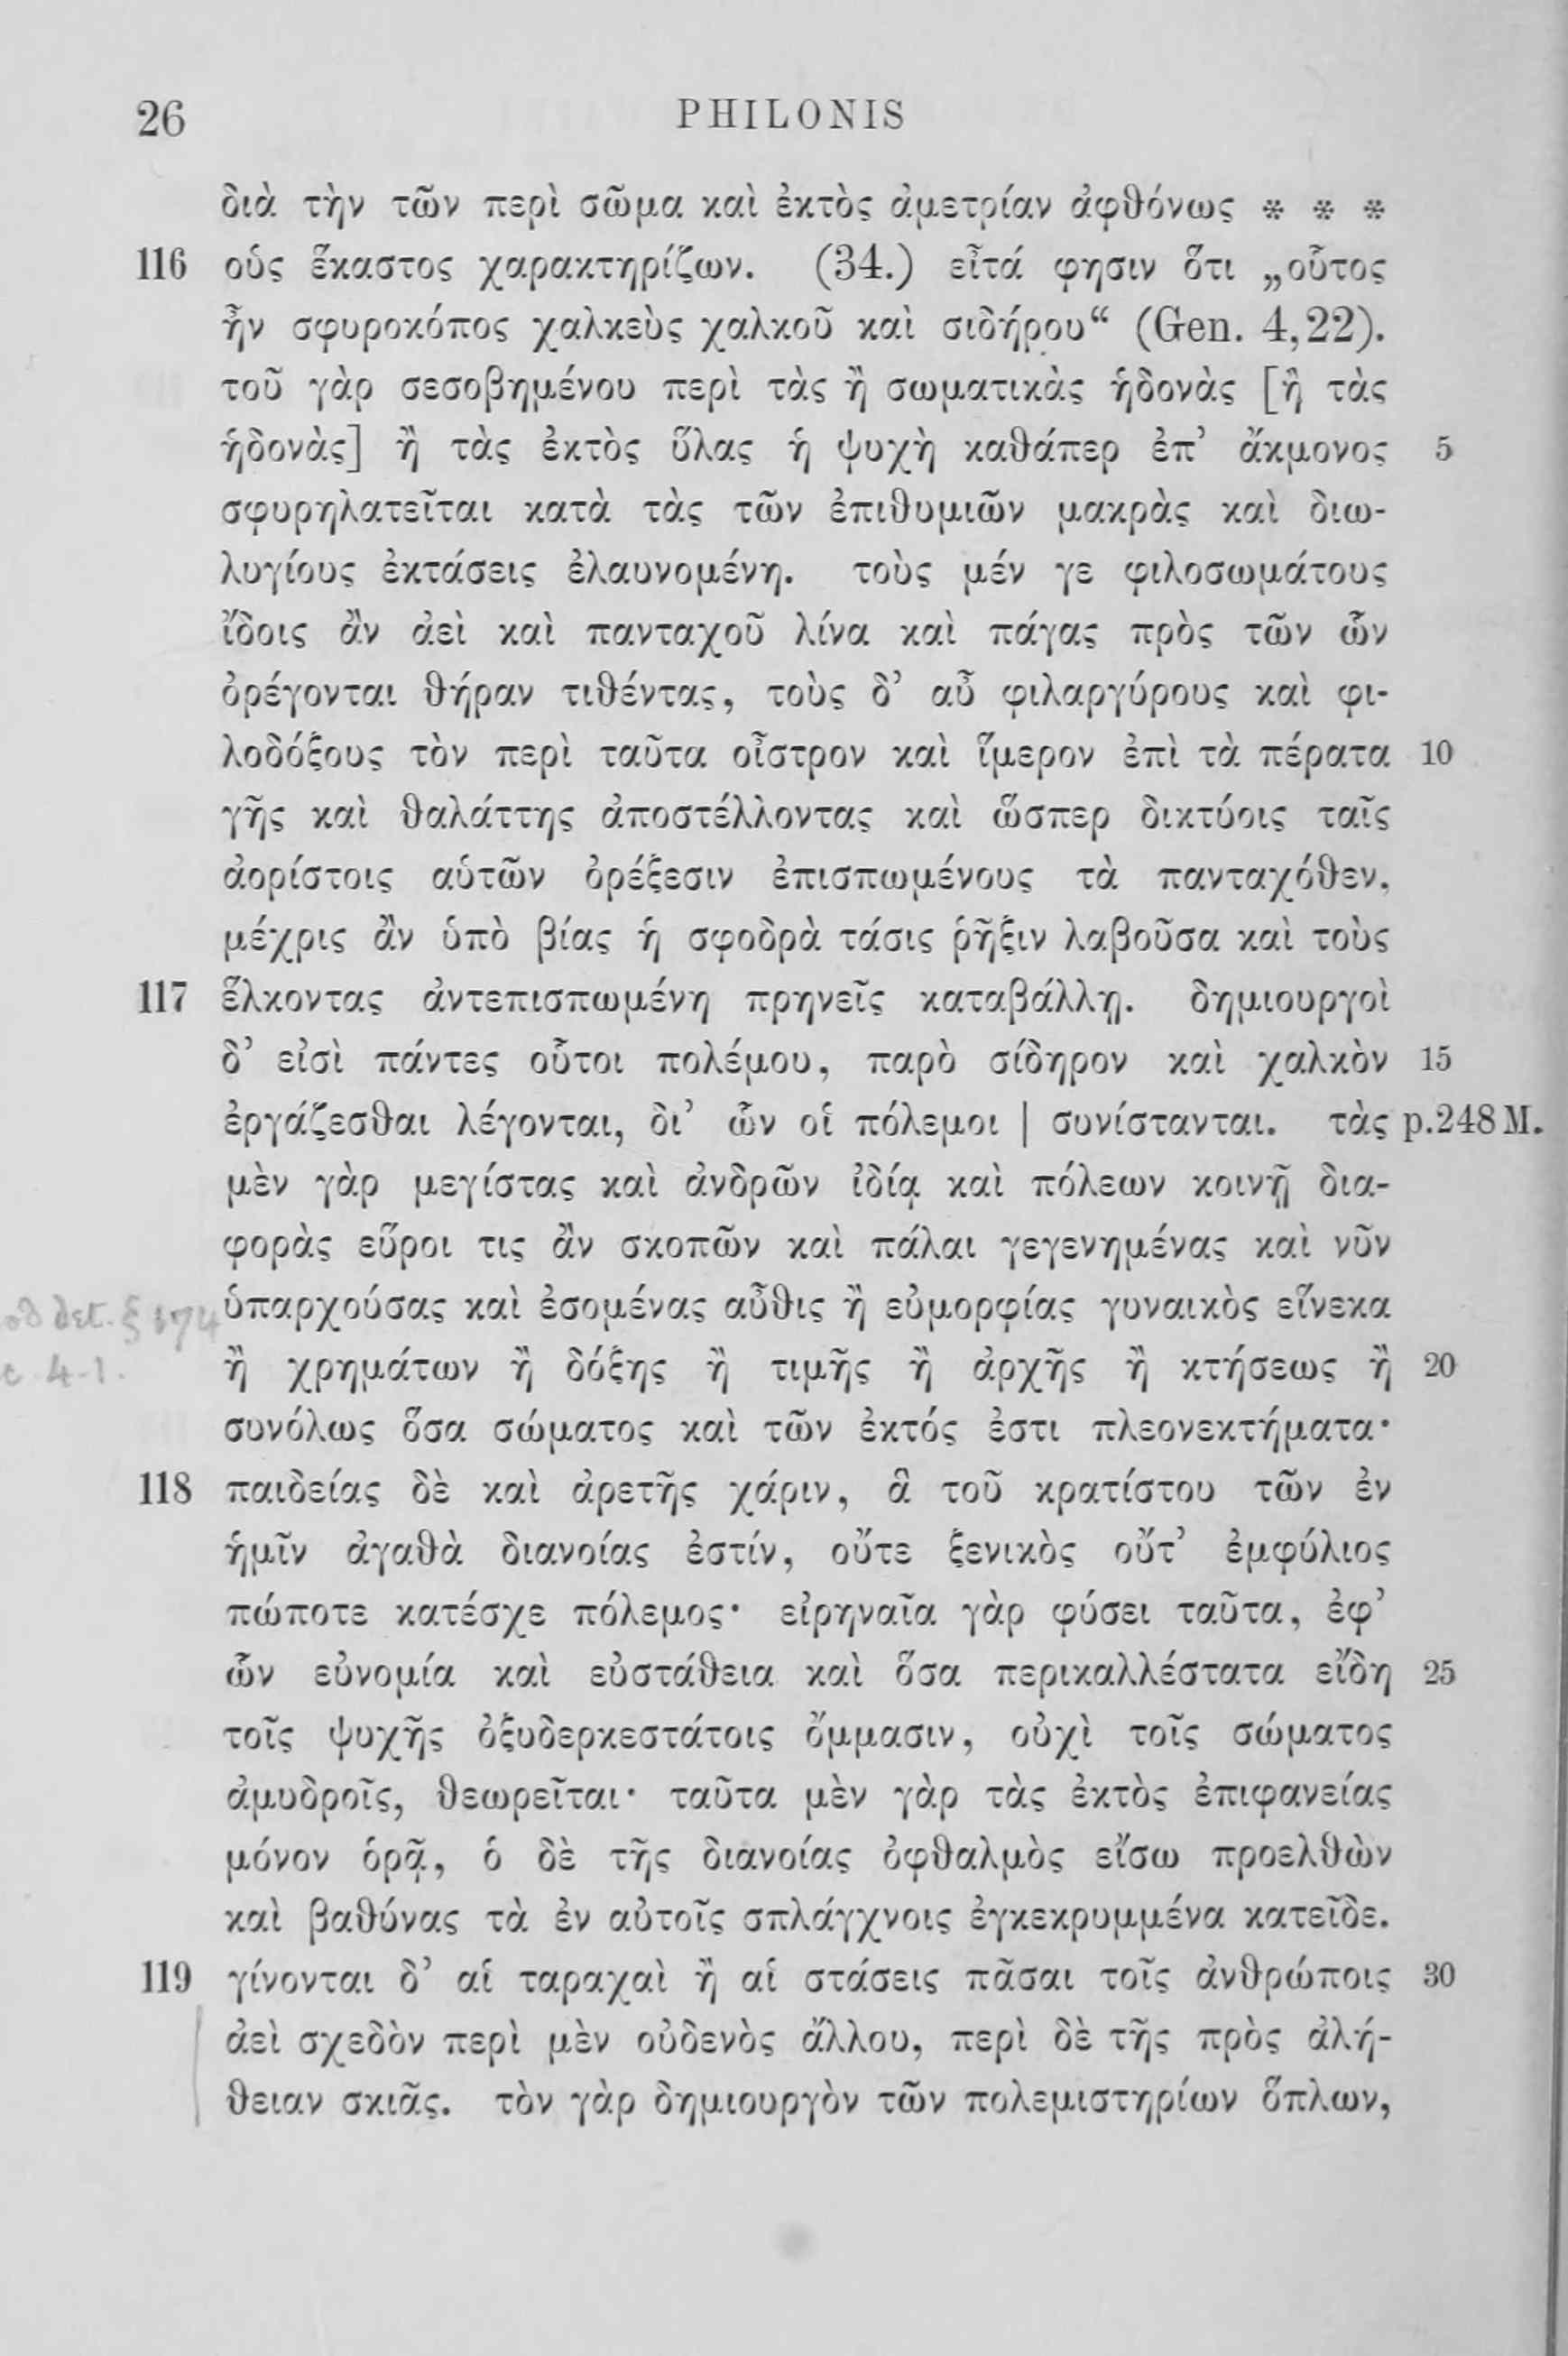 26 PHILONIS
διὰ τὴν τῶν περὶ σῶμα καὶ ἐκτὸς ἀμετρίαν ἀφθόνως * * *
116 οὑς ἕκαστος χαρακτηρίζων. (34.) εἶτά φησιν ὅτι „οὗτος
ἦν σφυροκόπος χαλκεὺς χαλκοῦ καὶ σιδήρου“ (Gen. 4,22).
τοῦ γὰρ σεσοβημένου περὶ τὰς ἢ σωματικὰς ἡδονὰς [ἢ τὰς
ἡδονὰς] ἢ τὰς ἐκτὸς ὕλας ἡ ψυχὴ καθάπερ ἐπ’ ἄκμονος 5
σφυρηλατεῖται κατὰ τὰς τῶν ἐπιθυμιῶν μακρὰς καὶ διω-
λυγίους ἐκτάσεις ἐλαυνομένη. τοὺς μέν γε φιλοσωμάτους
ἴδοις ἂν ἀεὶ καὶ πανταχοῦ λίνα καὶ πάγας πρὸς τῶν ὧν
ὀρέγονται θήραν τιθέντας, τοὺς δ’ αὖ φιλαργύρους καὶ φι-
λοδόξους τὸν περὶ ταῦτα οἶστρον καὶ ἵμερον ἐπὶ τὰ πέρατα 10
γῆς καὶ θαλάττης ἀποστέλλοντας καὶ ὥσπερ δικτύοις ταῖς
ἀορίστοις αὑτῶν ὀρέξεσιν ἐπισπωμένους τὰ πανταχόθεν,
μέχρις ἂν ὑπὸ βίας ἡ σφοδρὰ τάσις ῥῆξιν λαβοῦσα καὶ τοὺς
117 ἕλκοντας ἀντεπισπωμένη πρηνεῖς καταβάλλῃ. δημιουργοὶ
δ’ εἰσὶ πάντες οὗτοι πολέμου, παρὸ σίδηρον καὶ χαλκὸν 15
ἐργάζεσθαι λέγονται, δι’ ὧν οἱ πόλεμοι | συνίστανται. τὰς p.248 M.
μὲν γὰρ μεγίστας καὶ ἀνδρῶν ἰδίᾳ καὶ πόλεων κοινῇ δια-
φορὰς εὕροι τις ἂν σκοπῶν καὶ πάλαι γεγενημένας καὶ νῦν
ὑπαρχούσας καὶ ἐσομένας αὖθις ἢ εὐμορφίας γυναικὸς εἵνεκα
det. § 174
4-1.
ἢ χρημάτων ἢ δόξης ἢ τιμῆς ἢ ἀρχῆς ἢ κτήσεως ἢ 20
συνόλως ὅσα σώματος καὶ τῶν ἐκτός ἐστι πλεονεκτήματα·
118 παιδείας δὲ καὶ ἀρετῆς χάριν, ἃ τοῦ κρατίστου τῶν ἐν
ἡμῖν ἀγαθὰ διανοίας ἐστίν, οὔτε ξενικὸς οὔτ’ ἐμφύλιος
πώποτε κατέσχε πόλεμος· εἰρηναῖα γὰρ φύσει ταῦτα, ἐφ’
ὧν εὐνομία καὶ εὐστάθεια καὶ ὅσα περικαλλέστατα εἴδη 25
τοῖς ψυχῆς ὀξυδερκεστάτοις ὄμμασιν, οὐχὶ τοῖς σώματος
ἀμυδροῖς, θεωρεῖται· ταῦτα μὲν γὰρ τὰς ἐκτὸς ἐπιφανείας
μόνον ὁρᾷ, ὁ δὲ τῆς διανοίας ὀφθαλμὸς εἴσω προελθὼν
καὶ βαθύνας τὰ ἐν αὐτοῖς σπλάγχνοις ἐγκεκρυμμένα κατεῖδε.
119 γίνονται δ’ αἱ ταραχαὶ ἢ αἱ στάσεις πᾶσαι τοῖς ἀνθρώποις 30
ἀεὶ σχεδὸν περὶ μὲν οὐδενὸς ἄλλου, περὶ δὲ τῆς πρὸς ἀλή-
θειαν σκιᾶς. τὸν γὰρ δημιουργὸν τῶν πολεμιστηρίων ὅπλων,